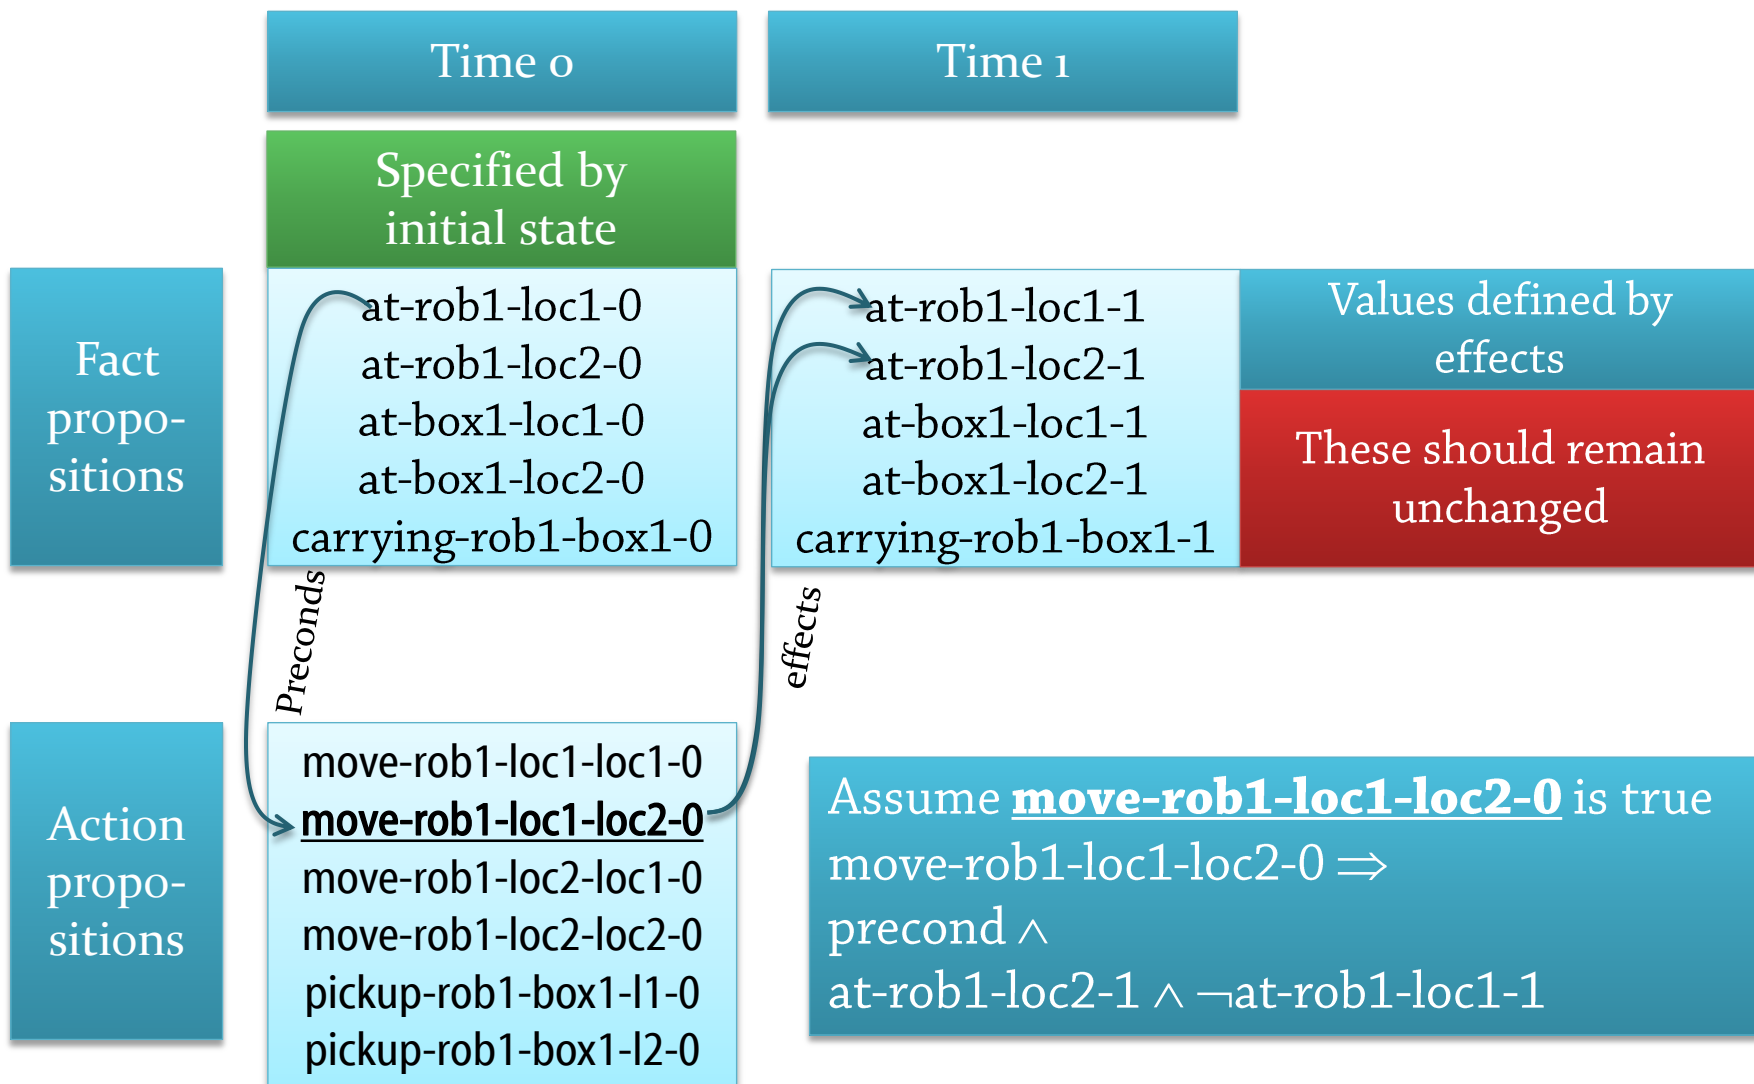 Time 0
Time 1
Specified by
initial state
Fact
propo-
sitions
at-rob1-loc1-0
at-rob1-loc2-0
at-box1-loc1-0
at-box1-loc2-0
carrying-rob1-box1-0
at-rob1-loc1-1
at-rob1-loc2-1
at-box1-loc1-1
at-box1-loc2-1
carrying-rob1-box1-1
Values defined by
effects
These should remain
unchanged
Preconds
effects
Action
propo-
sitions
move-rob1-loc1-loc1-0
move-rob1-loc1-loc2-0
move-rob1-loc2-loc1-0
move-rob1-loc2-loc2-0
pickup-rob1-box1-l1-0
pickup-rob1-box1-l2-0
Assume move-rob1-loc1-loc2-0 is true
move-rob1-loc1-loc2-0 ⇒
precond ∧
at-rob1-loc2-1 ∧ ¬at-rob1-loc1-1